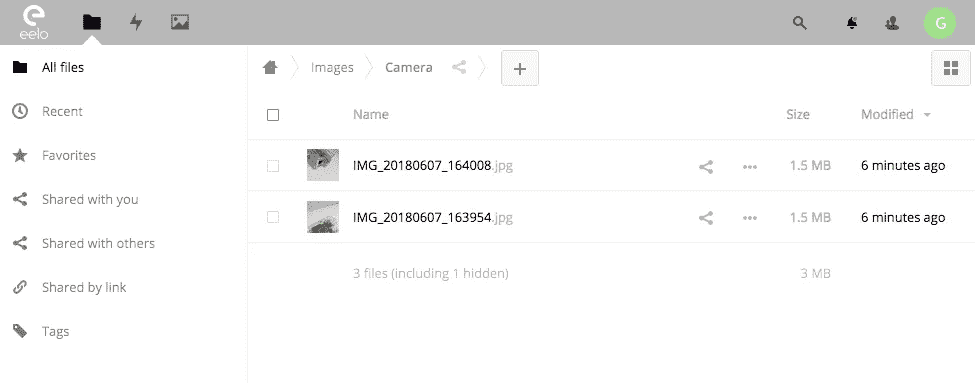 eelo
G
All files
Images
Camera
+
Recent
Name
Size
Modified
Favorites
IMG_20180607_164008.jpg
1.5 MB
6 minutes ago
Shared with you
IMG_20180607_163954.jpg
1.5 MB
6 minutes ago
Shared with others
3 files (including 1 hidden)
3 MB
Shared by link
Tags